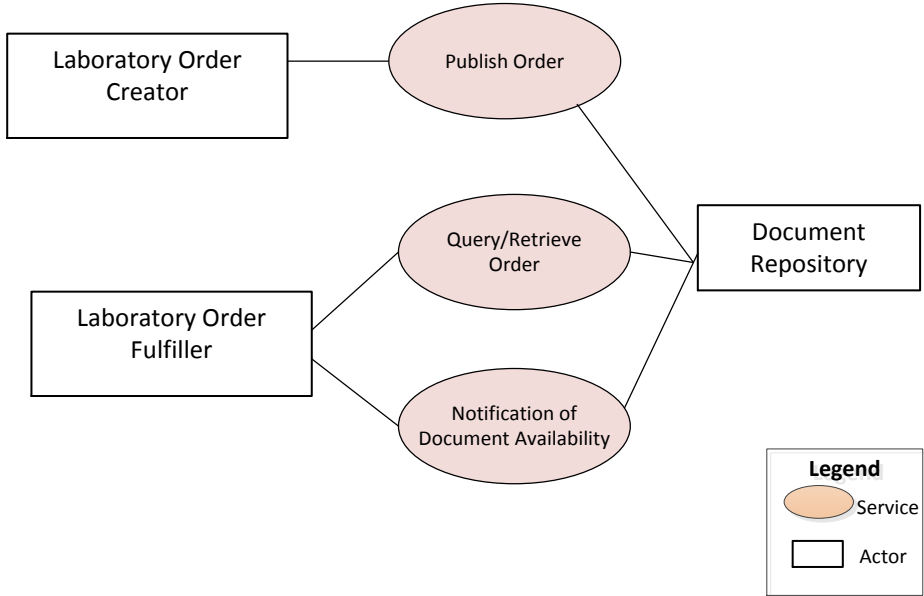 Laboratory Order
Creator
Publish Order
Query/Retrieve
Order
Document
Repository
Laboratory Order
Fulfiller
Notification of
Document Availability
Legend
Service
Actor